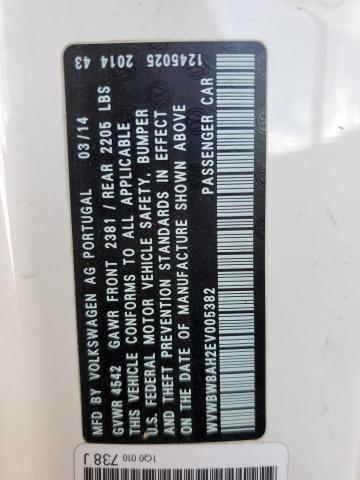 MFD BY VOLKSWAGEN AG PORTUGAL 03/14 2014 43 1245025
GVWR 4542 GAWR FRONT 2381 / REAR 2205 LBS
THIS VEHICLE CONFORMS TO ALL APPLICABLE
U.S. FEDERAL MOTOR VEHICLE SAFETY, BUMPER
AND THEFT PREVENTION STANDARDS IN EFFECT
ON THE DATE OF MANUFACTURE SHOWN ABOVE
WVWBW8AH2EV005382 PASSENGER CAR
1Q0 010 738 J